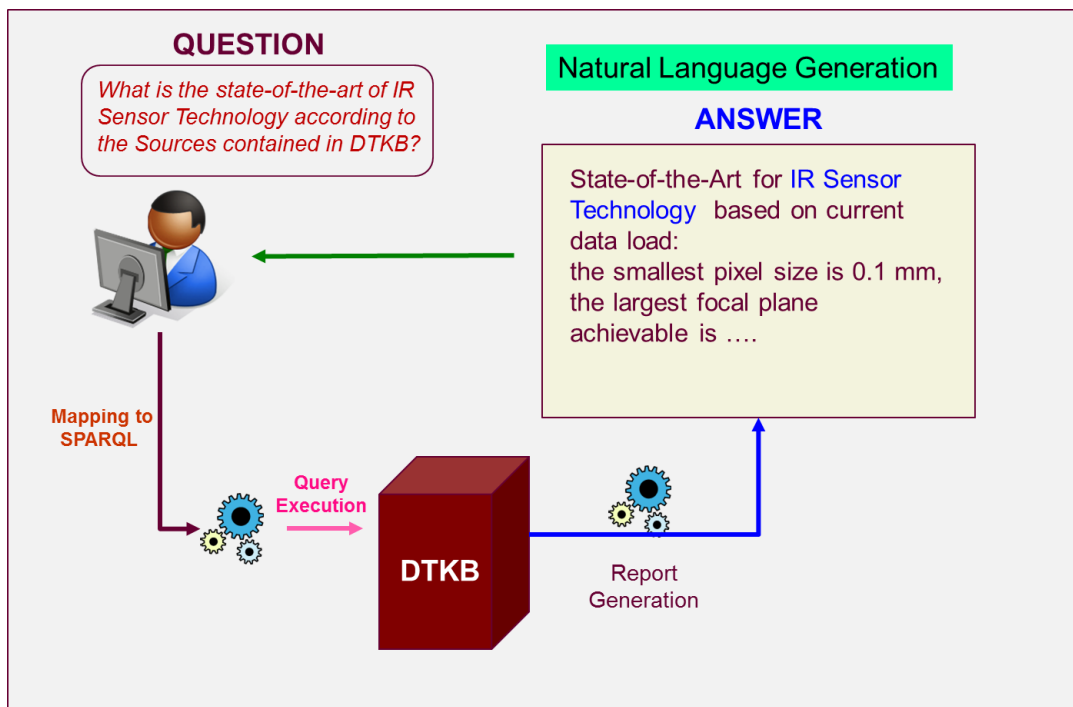 QUESTION
What is the state-of-the-art of IR
Sensor Technology according to
the Sources contained in DTKB?
Natural Language Generation
ANSWER
State-of-the-Art for IR Sensor
Technology based on current
data load:
the smallest pixel size is 0.1 mm,
the largest focal plane
achievable is ….
Mapping to
SPARQL
Query
Execution
DTKB
Report
Generation